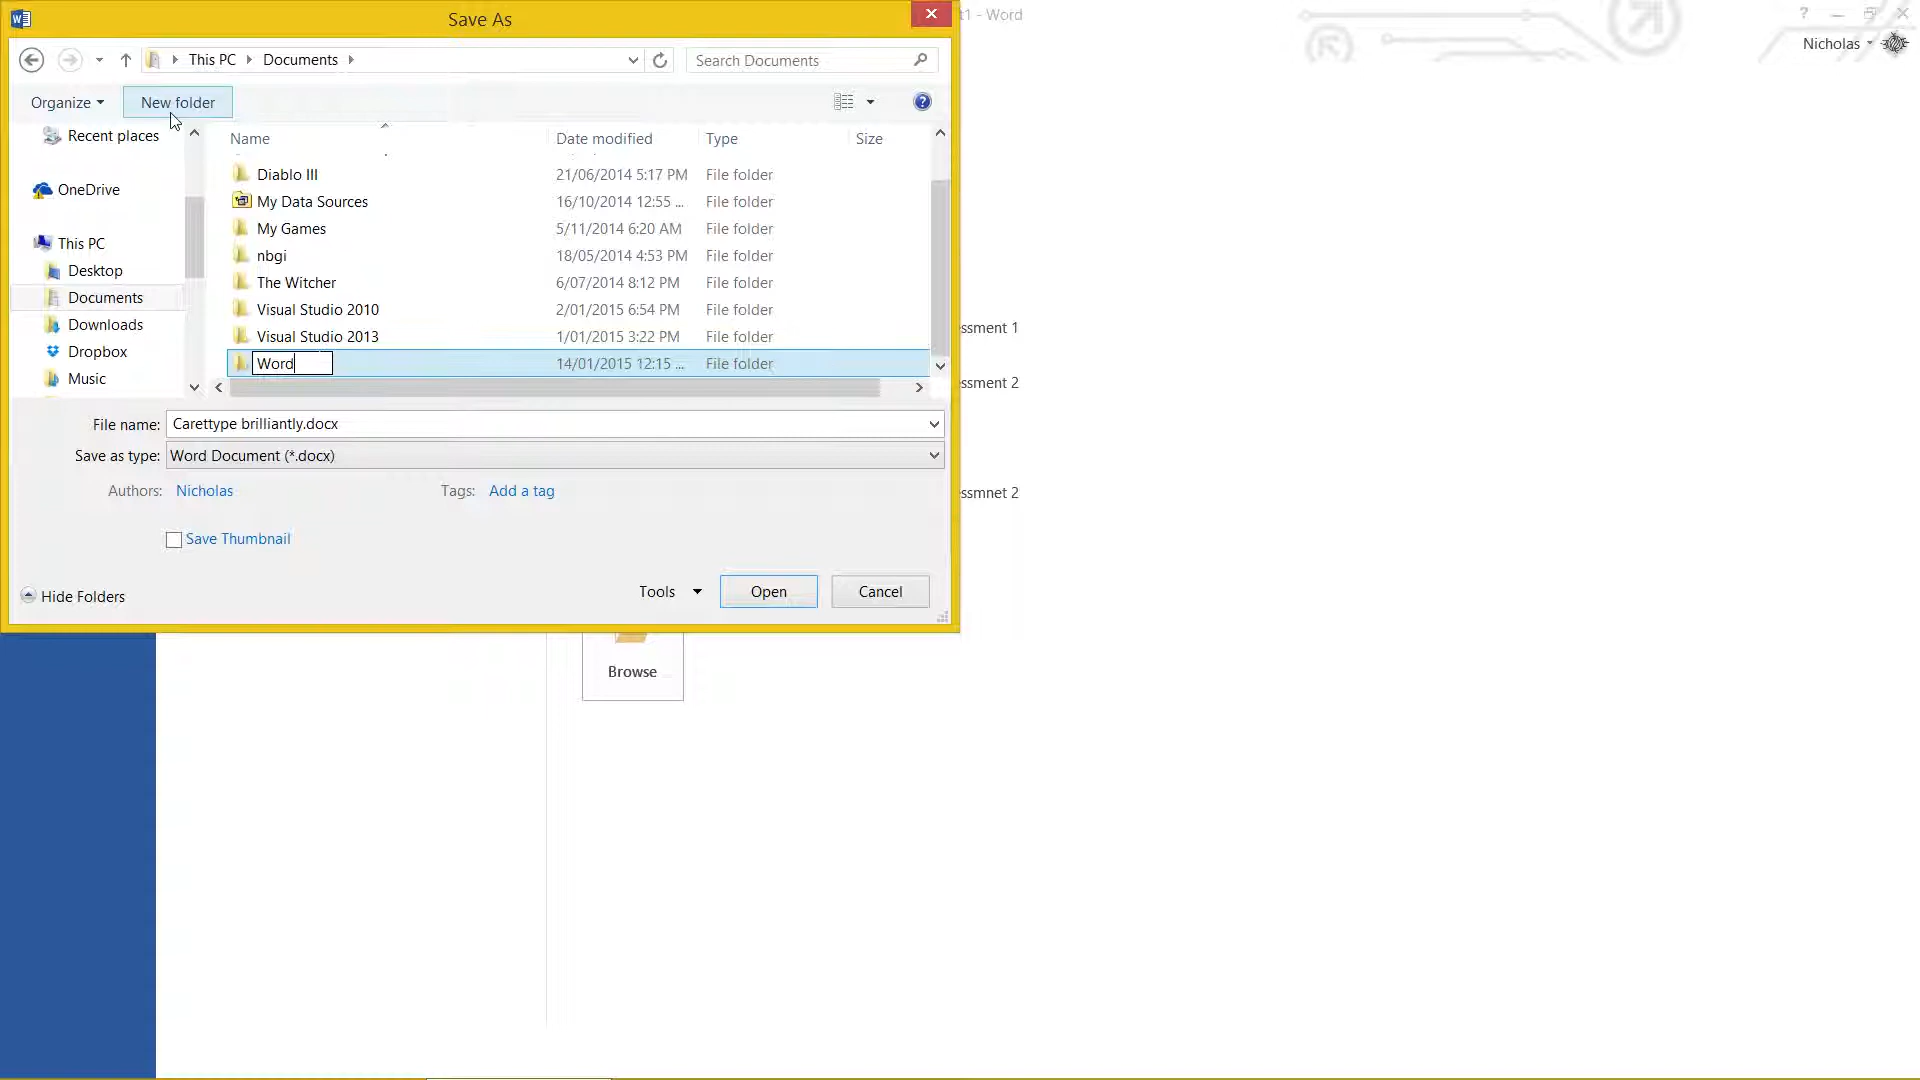 Save As
t1 - Word
Nicholas
This PC
Documents
Search Documents
Organize
New folder
Name
Date modified
Type
Size
Recent places
OneDrive
This PC
Desktop
Documents
Downloads
Dropbox
Music
Diablo III 21/06/2014 5:17 PM File folder
My Data Sources 16/10/2014 12:55 ... File folder
My Games 5/11/2014 6:20 AM File folder
nbgi 18/05/2014 4:53 PM File folder
The Witcher 6/07/2014 8:12 PM File folder
Visual Studio 2010 2/01/2015 6:54 PM File folder
Visual Studio 2013 1/01/2015 3:22 PM File folder
Word 14/01/2015 12:15 ... File folder
File name: Carettype brilliantly.docx
Save as type: Word Document (*.docx)
Authors: Nicholas Tags: Add a tag
Save Thumbnail
Hide Folders
Tools
Open
Cancel
essment 1
essment 2
essmnet 2
Browse